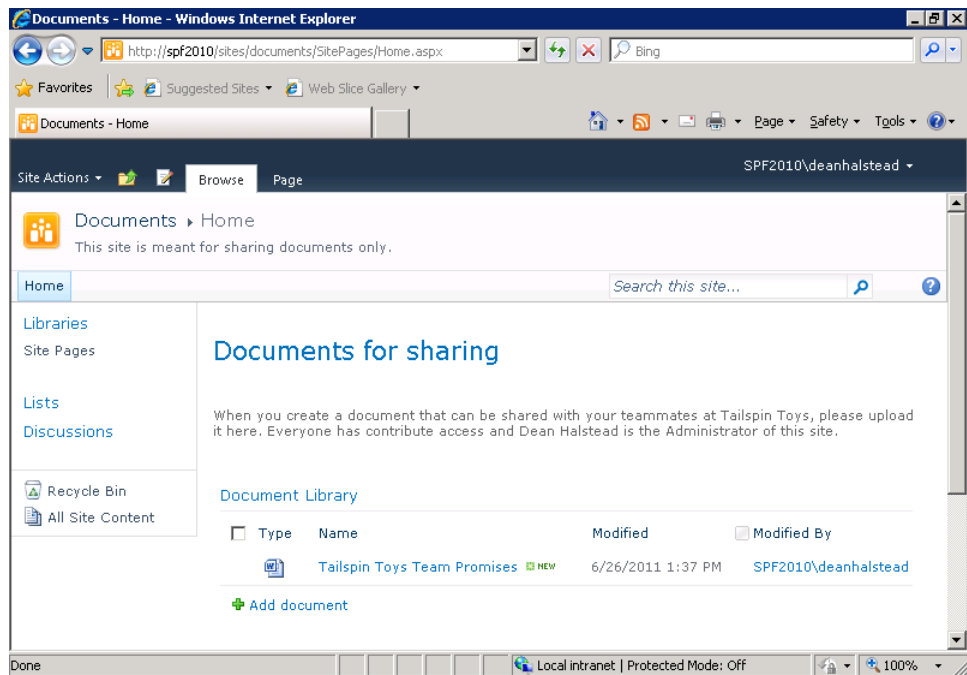 Documents - Home - Windows Internet Explorer
http://spf2010/sites/documents/SitePages/Home.aspx
Bing
Favorites
Suggested Sites
Web Slice Gallery
Documents - Home
Page
Safety
Tools
Site Actions
Browse
Page
SPF2010\deanhalstead
Documents
Home
This site is meant for sharing documents only.
Home
Search this site...
Libraries
Site Pages
Lists
Discussions
Recycle Bin
All Site Content
Documents for sharing
When you create a document that can be shared with your teammates at Tailspin Toys, please upload
it here. Everyone has contribute access and Dean Halstead is the Administrator of this site.
Document Library
Type Name Modified Modified By
Tailspin Toys Team Promises NEW 6/26/2011 1:37 PM SPF2010\deanhalstead
Add document
Done
Local intranet | Protected Mode: Off
100%